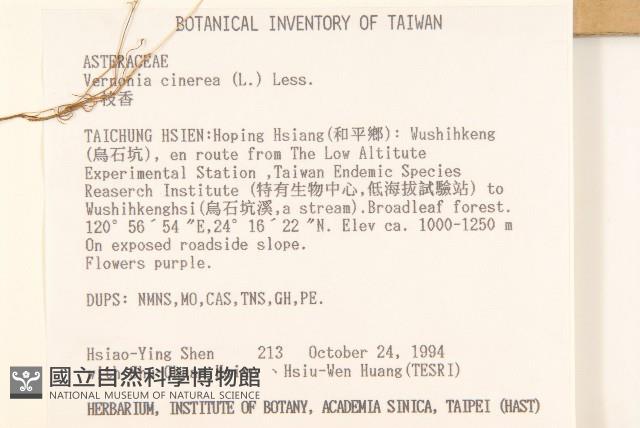 BOTANICAL INVENTORY OF TAIWAN
ASTERACEAE
Vernonia cinerea (L.) Less.
枝香
TAICHUNG HSIEN:Hoping Hsiang(和平鄉): Wushihkeng
(烏石坑), en route from The Low Altitute
Experimental Station ,Taiwan Endemic Species
Reaserch Institute (特有生物中心,低海拔試驗站) to
Wushihkenghsi(烏石坑溪,a stream).Broadleaf forest.
120° 56´54 ″E,24° 16´22 ″N. Elev ca. 1000-1250 m
On exposed roadside slope.
Flowers purple.
DUPS: NMNS,MO,CAS,TNS,GH,PE.
Hsiao-Ying Shen 213 October 24, 1994
、Hsiu-Wen Huang(TESRI)
國立自然科學博物館
NATIONAL MUSEUM OF NATURAL SCIENCE
HERBARIUM, INSTITUTE OF BOTANY, ACADEMIA SINICA, TAIPEI (HAST)